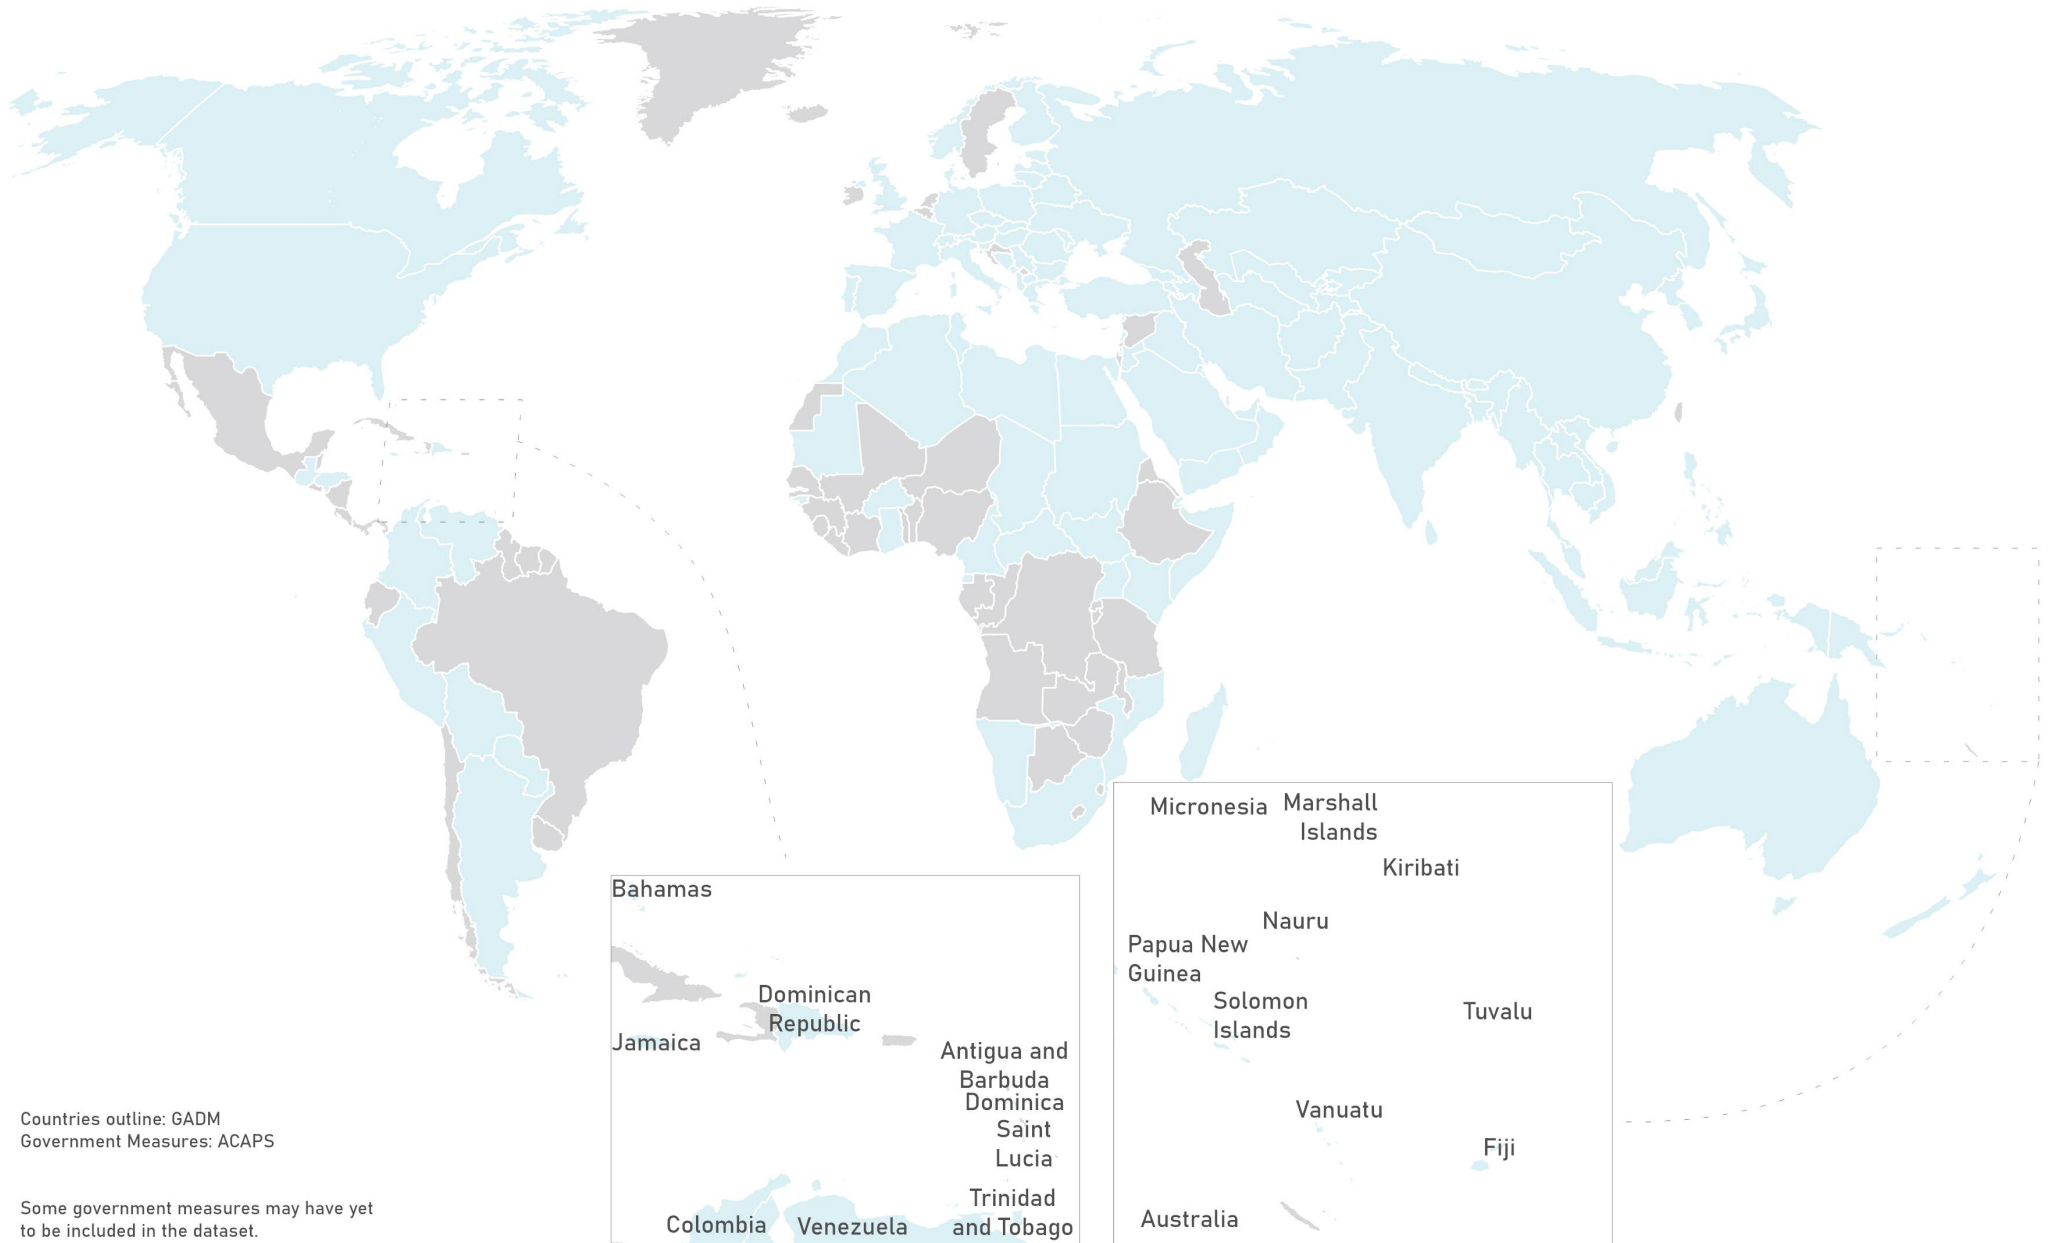 Micronesia
Marshall
Islands
Kiribati
Bahamas
Nauru
Papua New
Guinea
Dominican
Republic
Solomon
Islands
Tuvalu
Jamaica
Antigua and
Barbuda
Dominica
Saint
Lucia
Vanuatu
Fiji
Trinidad
and Tobago
Colombia
Venezuela
Australia
Countries outline: GADM
Government Measures: ACAPS
Some government measures may have yet
to be included in the dataset.